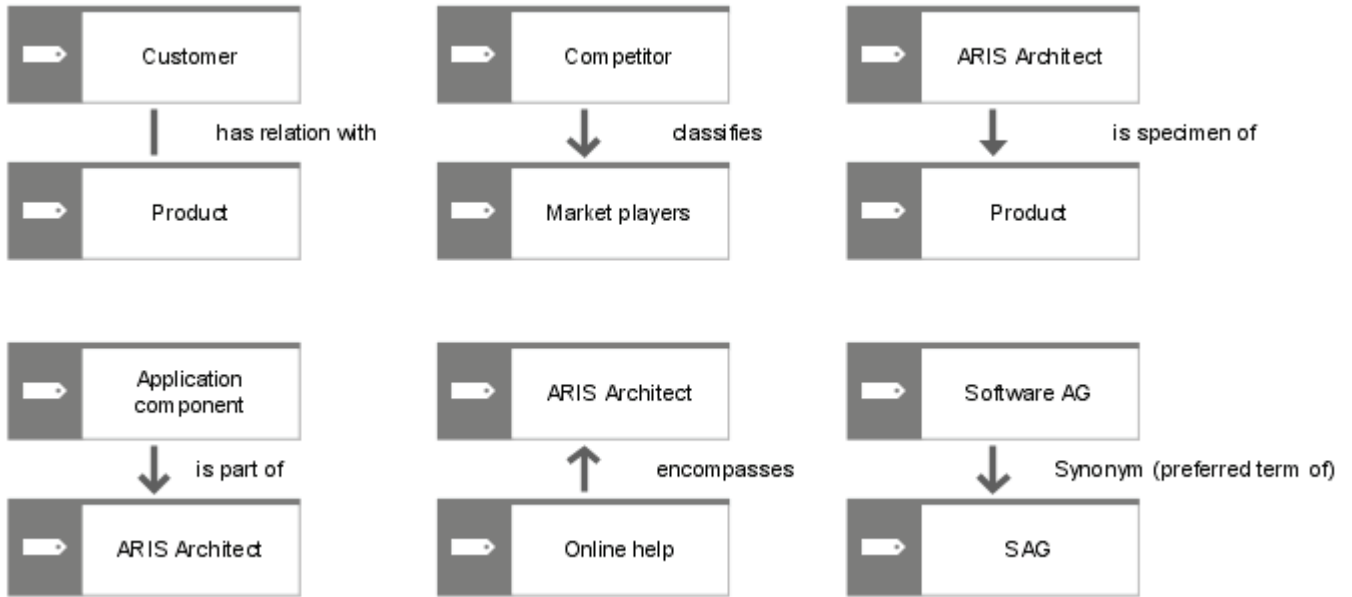 Customer
has relation with
Product
Competitor
classifies
Market players
ARIS Architect
is specimen of
Product
Application
component
is part of
ARIS Architect
ARIS Architect
encompasses
Online help
Software AG
Synonym (preferred term of)
SAG